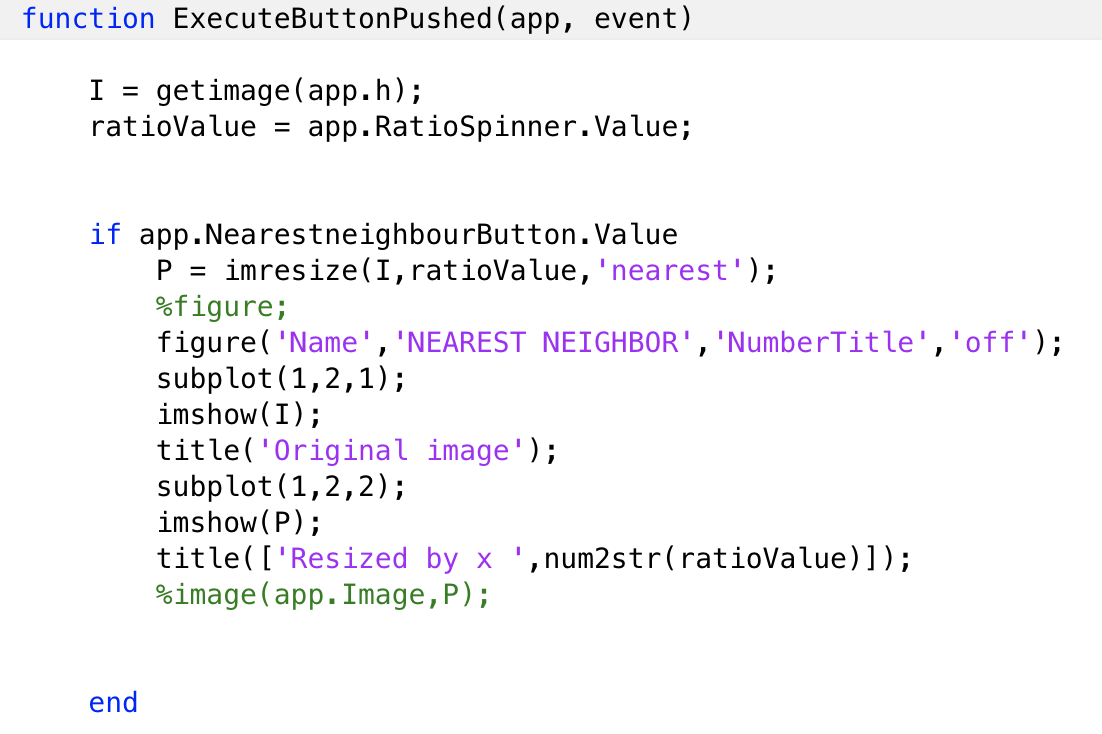 function ExecuteButtonPushed(app, event)
I = getimage(app.h);
ratioValue = app.RatioSpinner.Value;
if app.NearestneighbourButton.Value
P = imresize(I,ratioValue,'nearest');
%figure;
figure('Name','NEAREST NEIGHBOR','NumberTitle','off');
subplot(1,2,1);
imshow(I);
title('Original image');
subplot(1,2,2);
imshow(P);
title(['Resized by x ',num2str(ratioValue)]);
%image(app.Image,P);
end